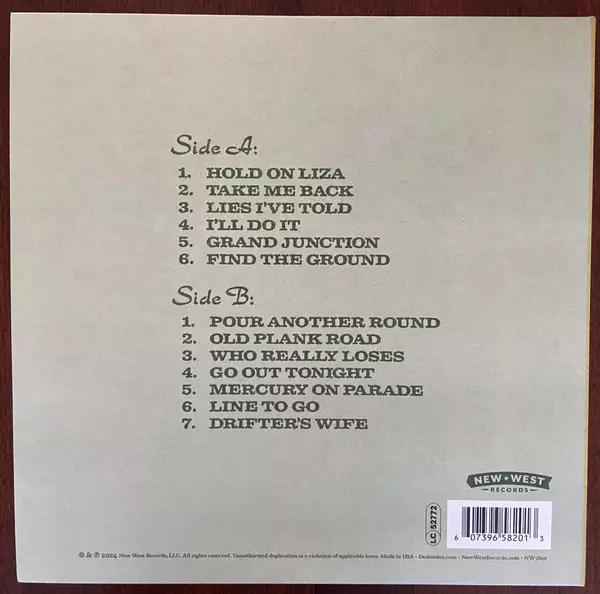 Side A:
1. HOLD ON LIZA
2. TAKE ME BACK
3. LIES I'VE TOLD
4. I'LL DO IT
5. GRAND JUNCTION
6. FIND THE GROUND
Side B:
1. POUR ANOTHER ROUND
2. OLD PLANK ROAD
3. WHO REALLY LOSES
4. GO OUT TONIGHT
5. MERCURY ON PARADE
6. LINE TO GO
7. DRIFTER'S WIFE
NEW WEST
RECORDS
LC 52772
6 07396 58201 3
© & ℗ 2024 New West Records, LLC. All rights reserved. Unauthorized duplication is a violation of applicable laws. Made in USA • • NewWestRecords.com •